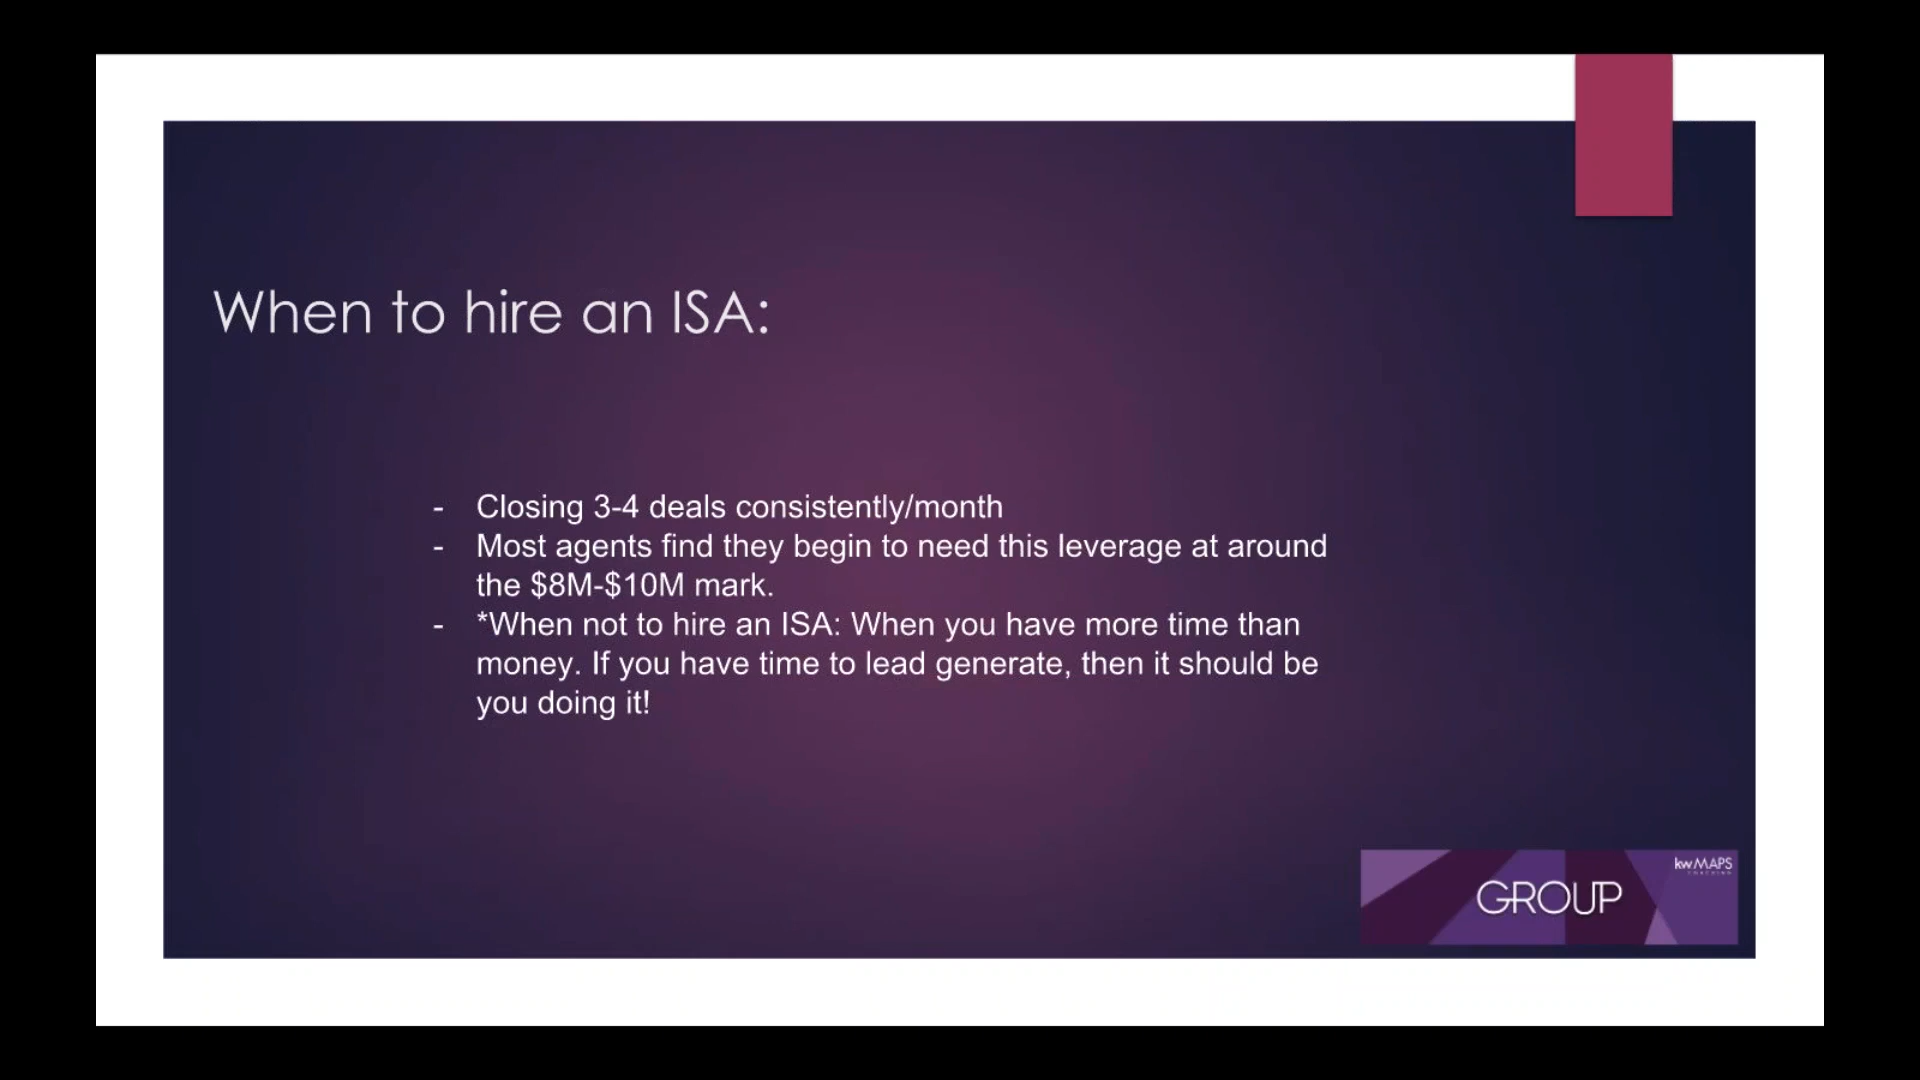 When to hire an ISA:
- Closing 3-4 deals consistently/month
- Most agents find they begin to need this leverage at around
the $8M-$10M mark.
- *When not to hire an ISA: When you have more time than
money. If you have time to lead generate, then it should be
you doing it!
kw MAPS
COACHING
GROUP